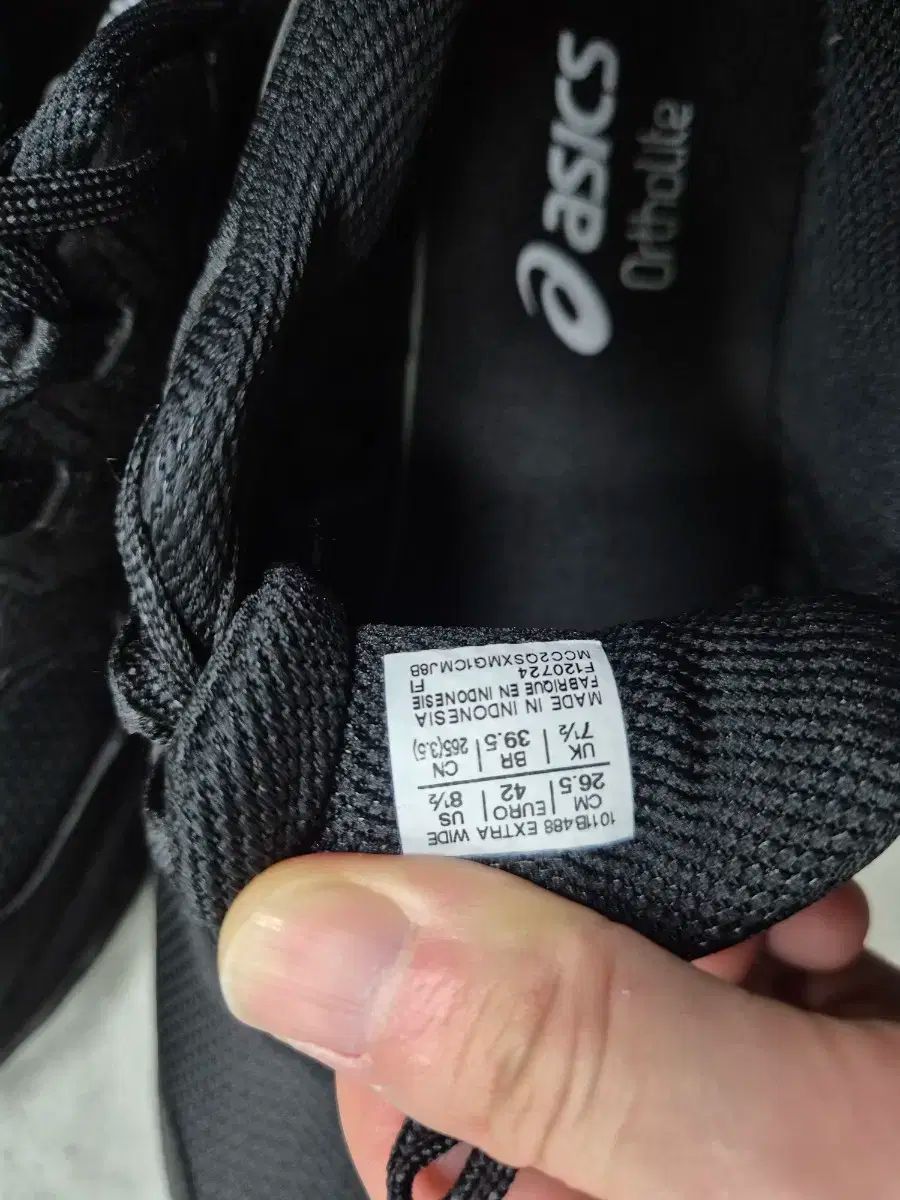 asics
Ortholite
1011B488 EXTRA WIDE
CM EURO US
26.5 42 8½
UK BR CN
7½ 39.5 265(3.5)
MADE IN INDONESIA
FABRIQUE EN INDONESIE
F120724 FI
MCC2QSXMG1CMJ8B